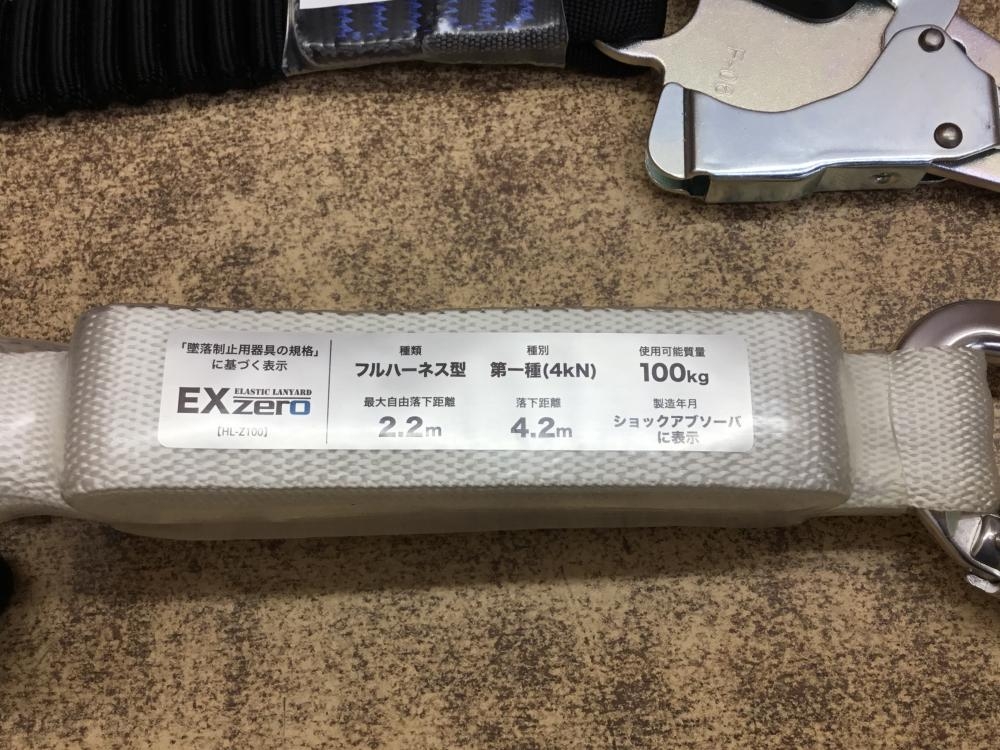 「墜落制止用器具の規格」
に基づく表示
ELASTIC LANYARD
EXzero
【HL-Z100】
種類
フルハーネス型
種別
第一種(4kN)
使用可能質量
100kg
最大自由落下距離
2.2m
落下距離
4.2m
製造年月
ショックアブソーバ
に表示